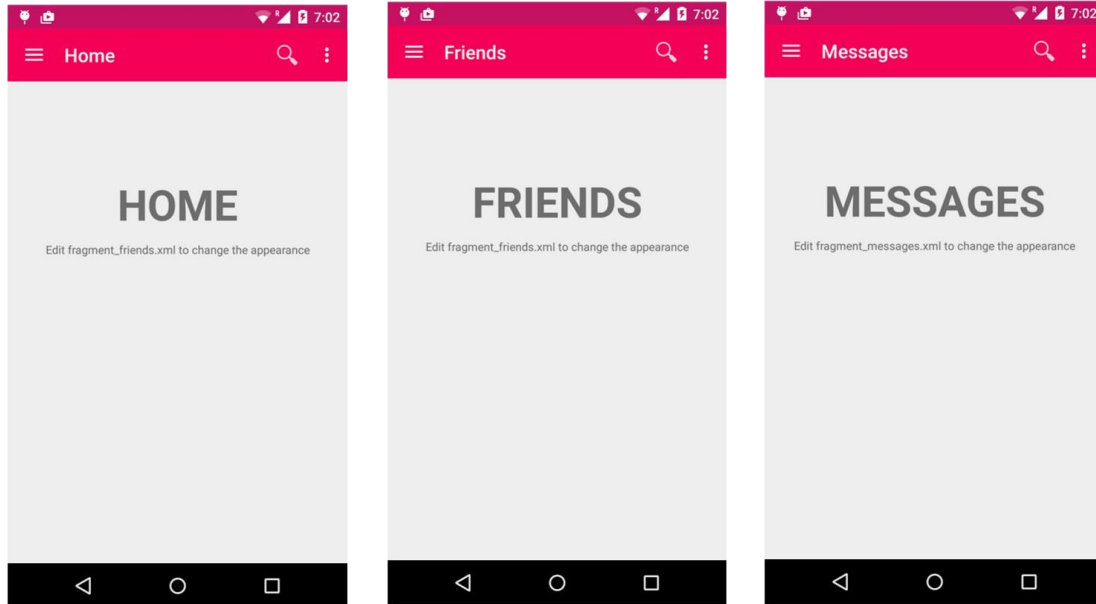 7:02
Home
HOME
Edit fragment_friends.xml to change the appearance
R 7:02
Friends
FRIENDS
Edit fragment_friends.xml to change the appearance
R 7:02
Messages
MESSAGES
Edit fragment_messages.xml to change the appearance